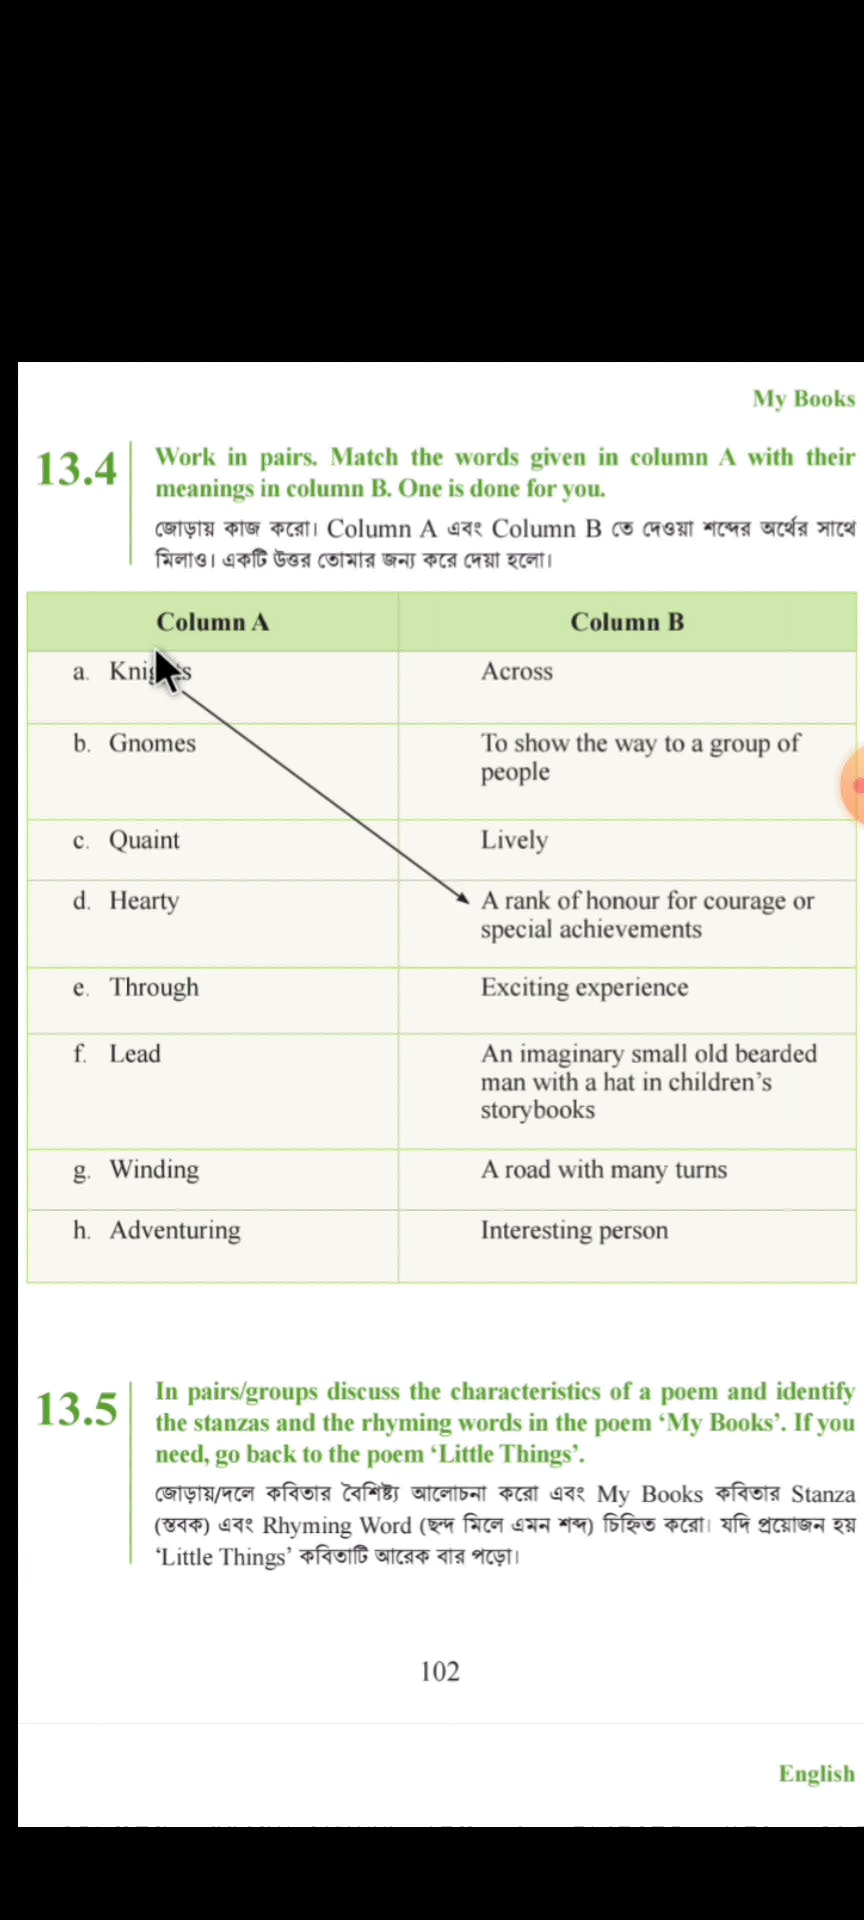 My Books
13.4
Work in pairs. Match the words given in column A with their
meanings in column B. One is done for you.
জোড়ায় কাজ করো। Column A এবং Column B তে দেওয়া শব্দের অর্থের সাথে
মিলাও। একটি উত্তর তোমার জন্য করে দেয়া হলো।
Column A
Column B
a. Knights
Across
b. Gnomes
To show the way to a group of
people
c. Quaint
Lively
d. Hearty
A rank of honour for courage or
special achievements
e. Through
Exciting experience
f. Lead
An imaginary small old bearded
man with a hat in children’s
storybooks
g. Winding
A road with many turns
h. Adventuring
Interesting person
13.5
In pairs/groups discuss the characteristics of a poem and identify
the stanzas and the rhyming words in the poem ‘My Books’. If you
need, go back to the poem ‘Little Things’.
জোড়ায়/দলে কবিতার বৈশিষ্ট্য আলোচনা করো এবং My Books কবিতার Stanza
(স্তবক) এবং Rhyming Word (ছন্দ মিলে এমন শব্দ) চিহ্নিত করো। যদি প্রয়োজন হয়
‘Little Things’ কবিতাটি আরেক বার পড়ো।
102
English